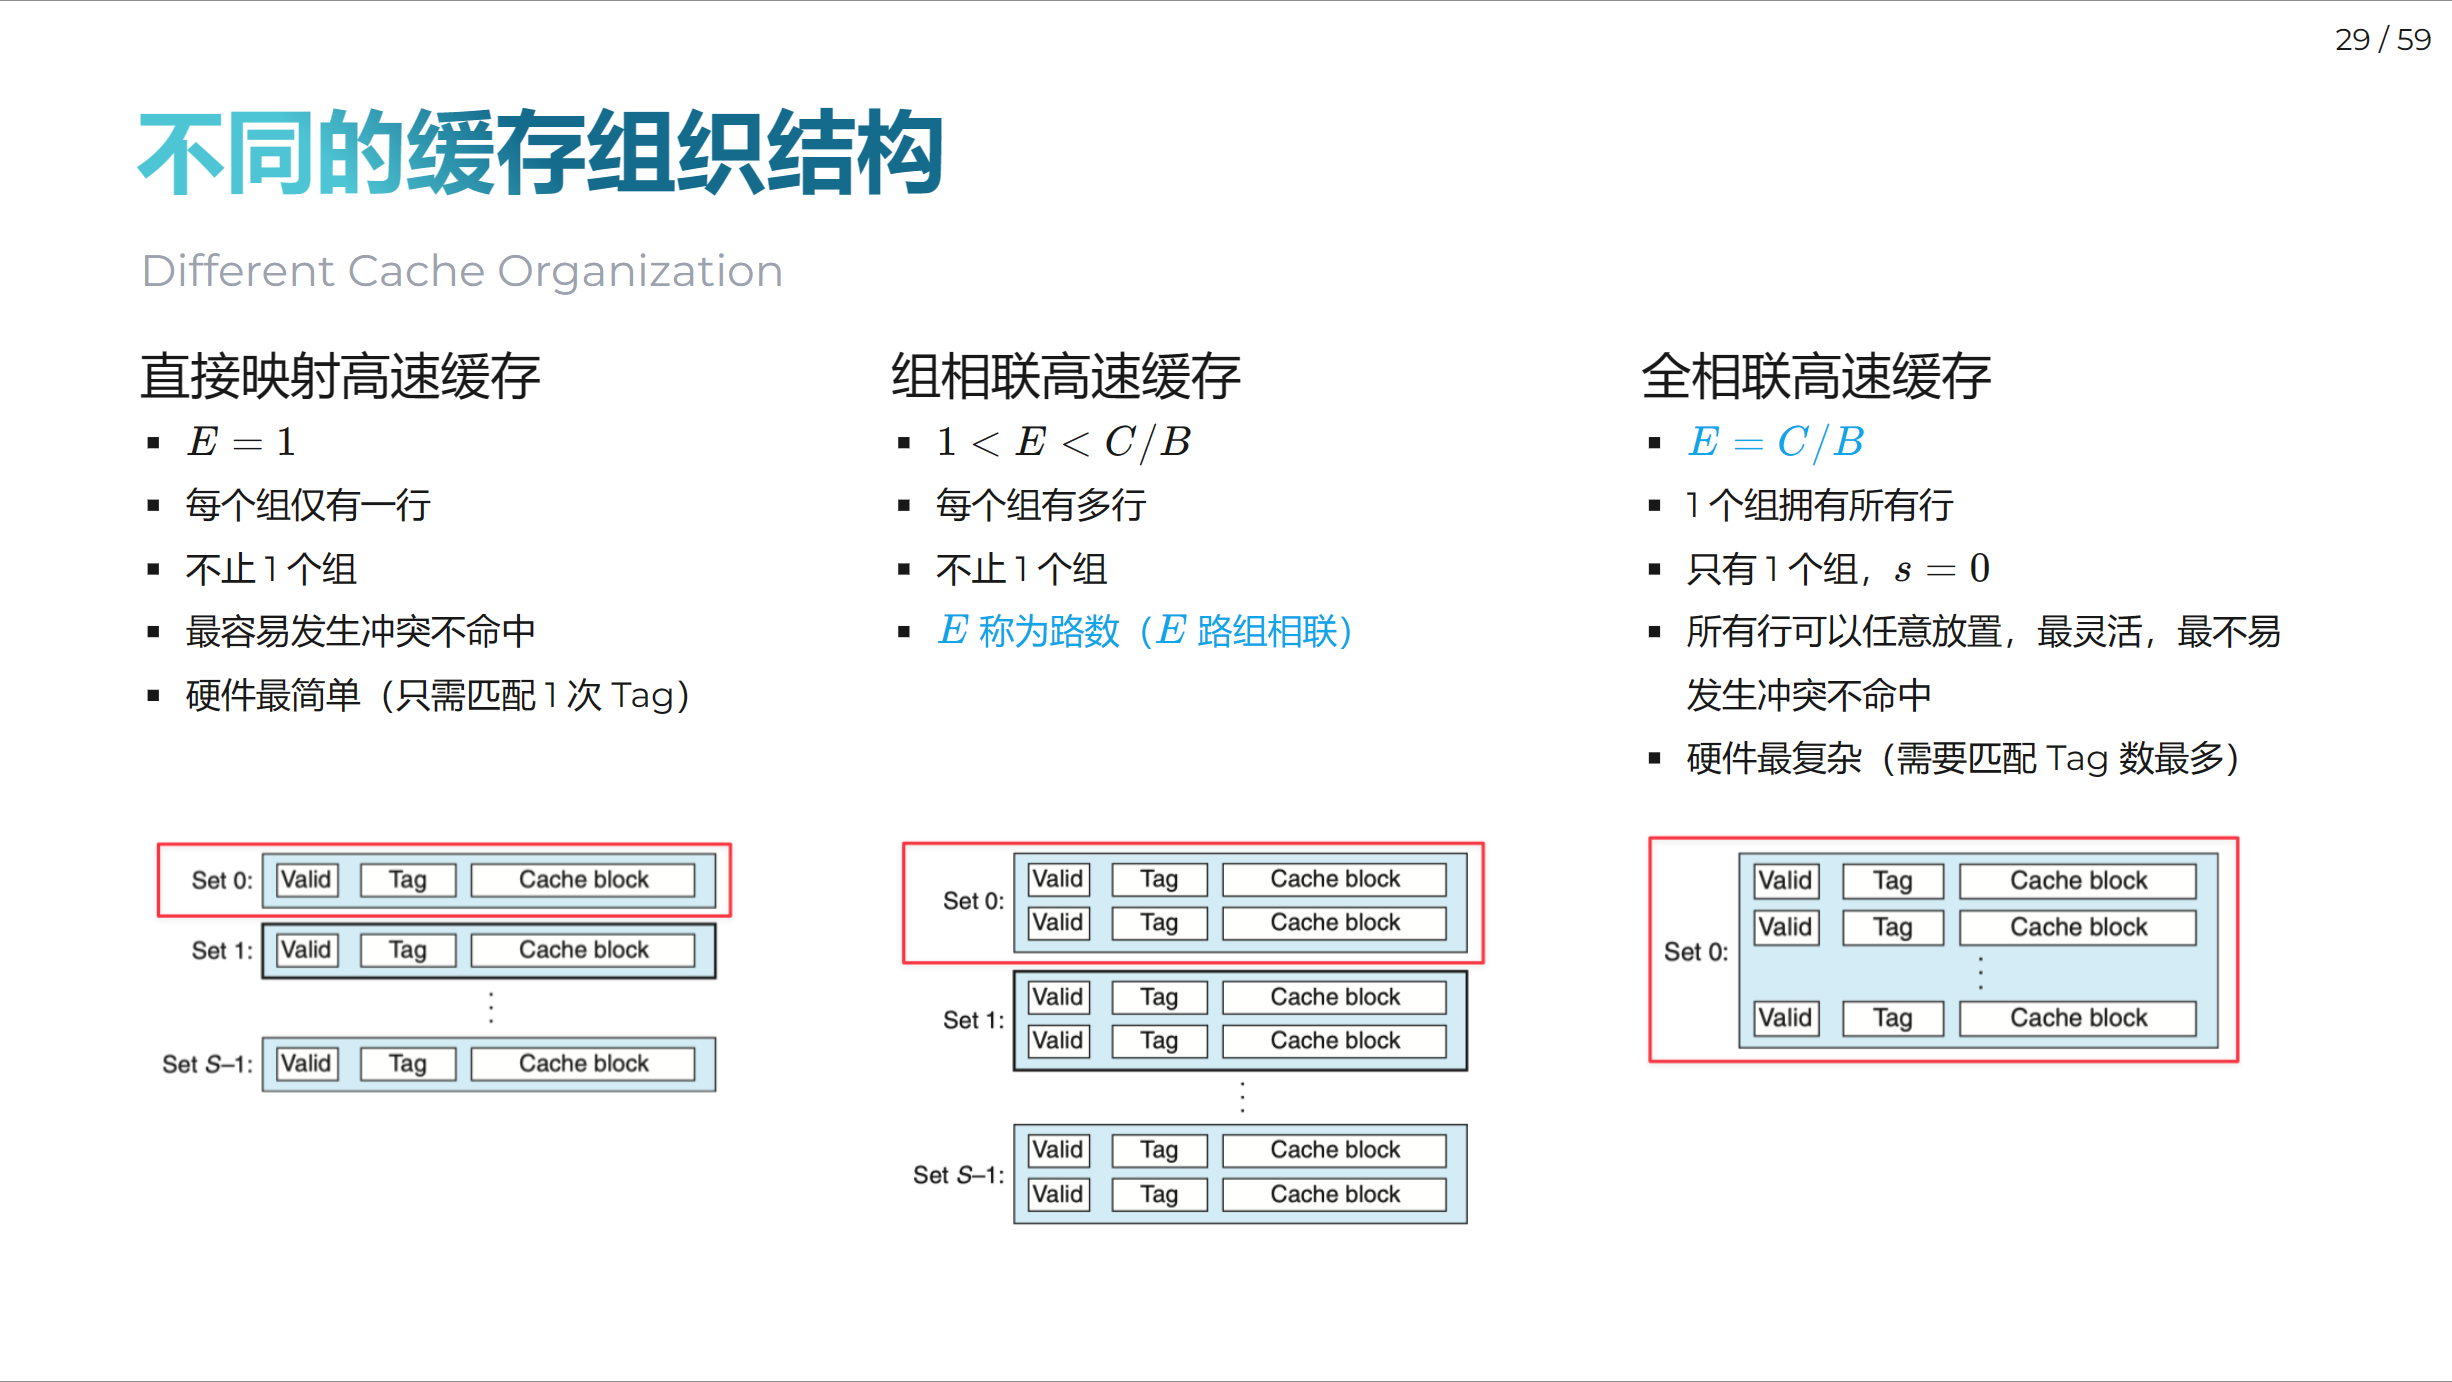 29 / 59
不同的缓存组织结构
Different Cache Organization
直接映射高速缓存
E = 1
每个组仅有一行
不止 1 个组
最容易发生冲突不命中
硬件最简单（只需匹配 1 次 Tag）
Set 0: Valid Tag Cache block
Set 1: Valid Tag Cache block
Set S–1: Valid Tag Cache block
组相联高速缓存
1 < E < C/B
每个组有多行
不止 1 个组
E 称为路数（E 路组相联）
Set 0:
Valid Tag Cache block
Valid Tag Cache block
Set 1:
Valid Tag Cache block
Valid Tag Cache block
Set S–1:
Valid Tag Cache block
Valid Tag Cache block
全相联高速缓存
E = C/B
1 个组拥有所有行
只有 1 个组，s = 0
所有行可以任意放置，最灵活，最不易
发生冲突不命中
硬件最复杂（需要匹配 Tag 数最多）
Set 0:
Valid Tag Cache block
Valid Tag Cache block
Valid Tag Cache block